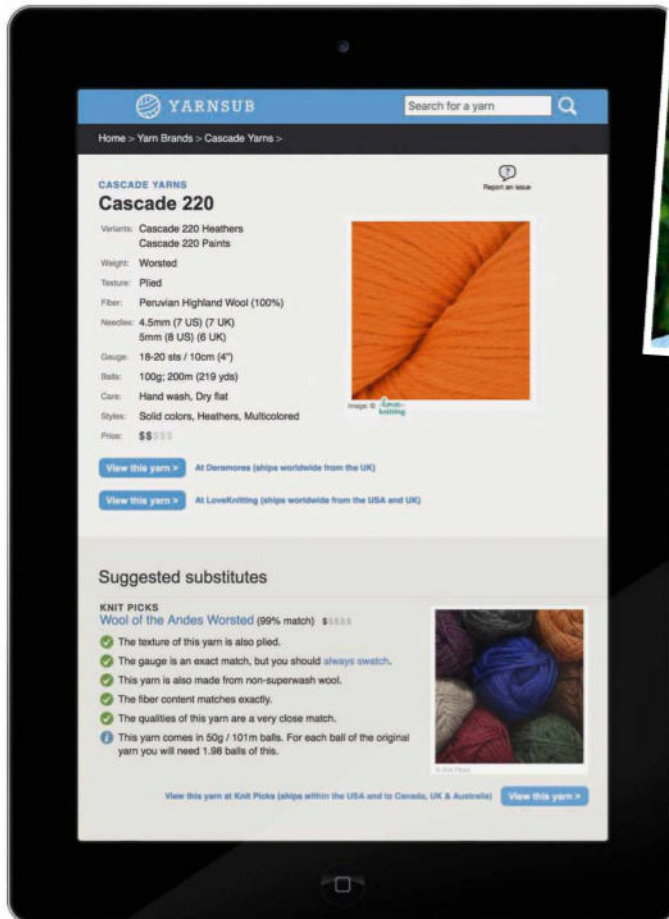 YARNSUB
Search for a yarn
Home > Yarn Brands > Cascade Yarns >
Report an issue
CASCADE YARNS
Cascade 220
Variants: Cascade 220 Heathers
Cascade 220 Paints
Weight: Worsted
Texture: Plied
Fiber: Peruvian Highland Wool (100%)
Needles: 4.5mm (7 US) (7 UK)
5mm (8 US) (6 UK)
Gauge: 18-20 sts / 10cm (4")
Balls: 100g; 200m (219 yds)
Care: Hand wash, Dry flat
Styles: Solid colors, Heathers, Multicolored
Price: $$$$$
Image: © Love knitting
View this yarn > At Deramores (ships worldwide from the UK)
View this yarn > At LoveKnitting (ships worldwide from the USA and UK)
Suggested substitutes
KNIT PICKS
Wool of the Andes Worsted (99% match) $$$$$
The texture of this yarn is also plied.
The gauge is an exact match, but you should always swatch.
This yarn is also made from non-superwash wool.
The fiber content matches exactly.
The qualities of this yarn are a very close match.
This yarn comes in 50g / 101m balls. For each ball of the original
yarn you will need 1.98 balls of this.
© Knit Picks
View this yarn at Knit Picks (ships within the USA and to Canada, UK & Australia) View this yarn >